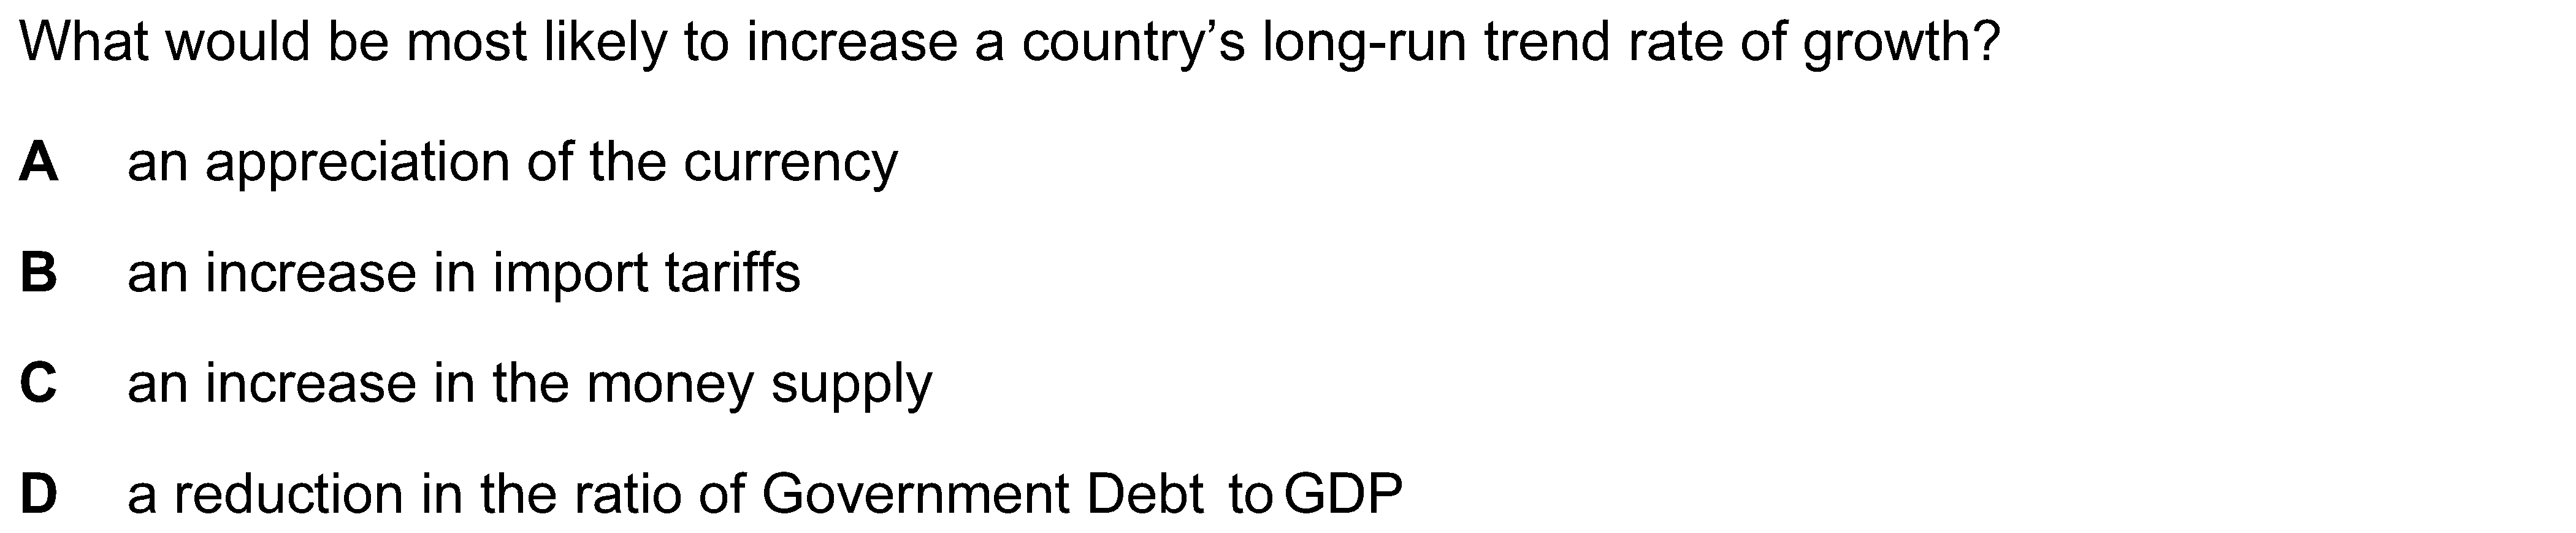 What would be most likely to increase a country’s long-run trend rate of growth?
A an appreciation of the currency
B an increase in import tariffs
C an increase in the money supply
D a reduction in the ratio of Government Debt to GDP